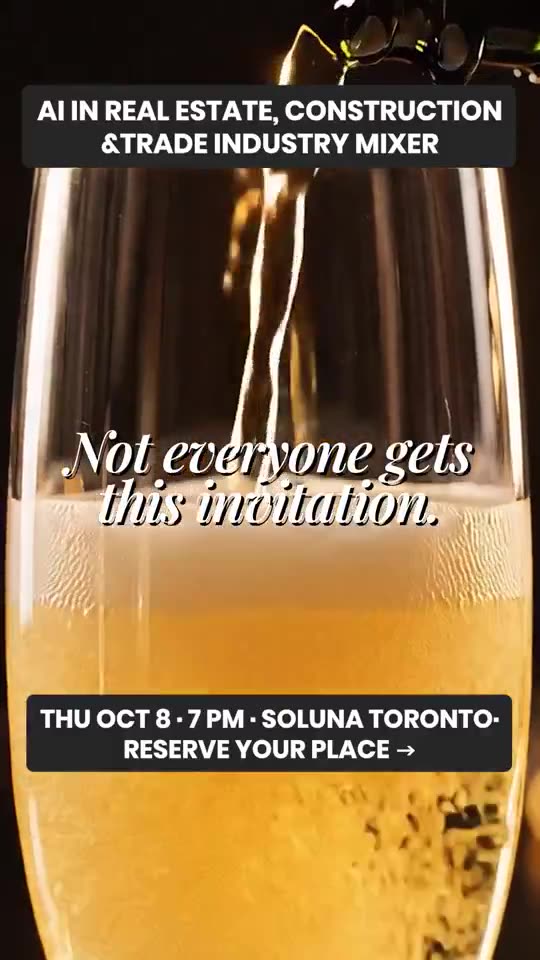 AI IN REAL ESTATE, CONSTRUCTION
&TRADE INDUSTRY MIXER
Not everyone gets
this invitation.
THU OCT 8 · 7 PM · SOLUNA TORONTO·
RESERVE YOUR PLACE →